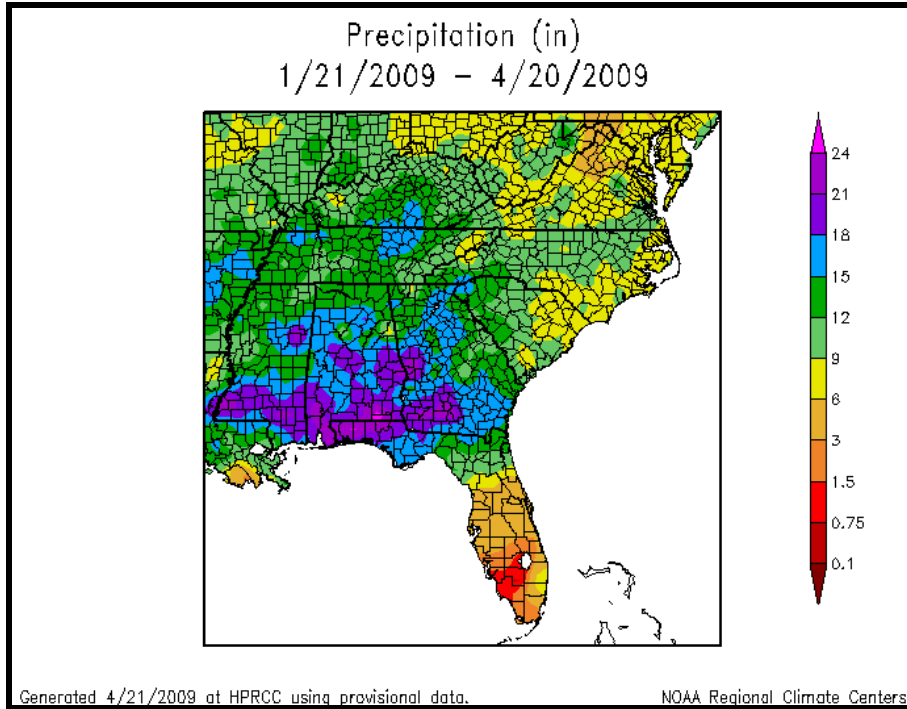 Precipitation (in)
1/21/2009 – 4/20/2009
24
21
18
15
12
9
6
3
1.5
0.75
0.1
Generated 4/21/2009 at HPRCC using provisional data.
NOAA Regional Climate Centers